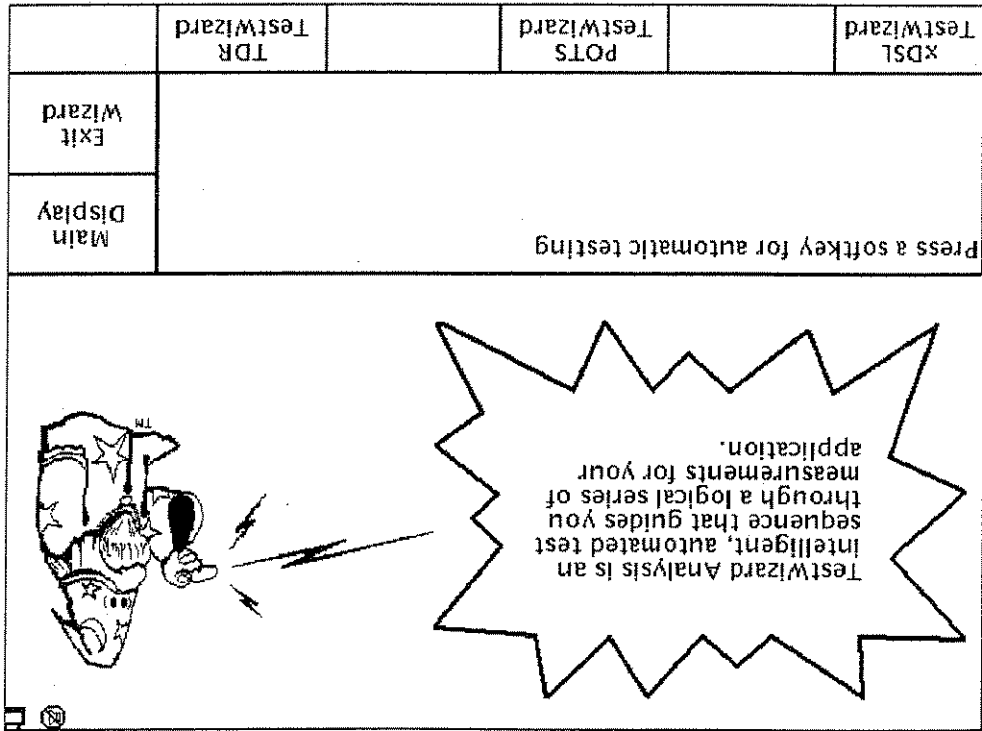 TestWizard Analysis is an
intelligent, automated test
sequence that guides you
through a logical series of
measurements for your
application.
TM
Press a softkey for automatic testing
Main
Display
Exit
Wizard
xDSL
TestWizard
POTS
TestWizard
TDR
TestWizard